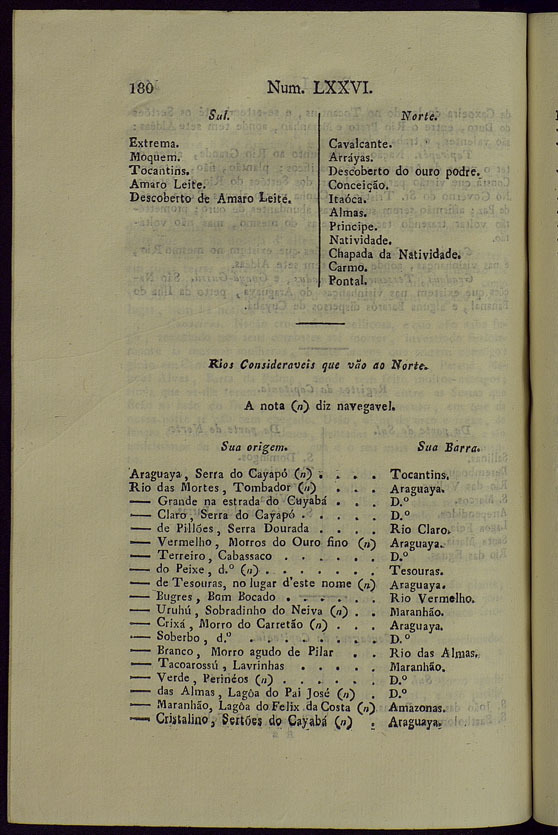 180 Num. LXXVI.
Sul.
Extrema.
Moquem.
Tocantins.
Amaro Leite.
Descoberto de Amaro Leite.
Norte.
Cavalcante.
Arráyas.
Descoberto do ouro podre.
Conceição.
Itaóca.
Almas.
Principe.
Natividade.
Chapada da Natividade.
Carmo.
Pontal.
Rios Consideraveis que vão ao Norte.
A nota (n) diz navegavel.
Sua origem. Sua Barra.
Araguaya, Serra do Cayapó (n) . . . . Tocantins.
Rio das Mortes, Tombador (n) . . . Araguaya.
— Grande na estrada do Cuyabá . . . D.º
— Claro, Serra do Cayapó . . . . . D.º
— de Pillões, Serra Dourada . . . . Rio Claro.
— Vermelho, Morros do Ouro fino (n) Araguaya.
— Terreiro, Cabassaco . . . . . . D.º
— do Peixe, d.º (n) . . . . . . . Tesouras.
— de Tesouras, no lugar d'este nome (n) Araguaya.
— Bugres, Bom Bocado . . . . . . Rio Vermelho.
— Uruhú, Sobradinho do Neiva (n) . . Maranhão.
— Crixá, Morro do Carretão (n) . . . Araguaya.
— Soberbo, d.º . . . . . . . . D.º
— Branco, Morro agudo de Pilar . . Rio das Almas.
— Tacoarossú, Lavrinhas . . . . . Maranhão.
— Verde, Perinéos (n) . . . . . . D.º
— das Almas, Lagôa do Pai José (n) . D.º
— Maranhão, Lagôa do Felix da Costa (n) Amazonas.
— Cristalino, Sertões do Cayabá (n) . Araguaya.